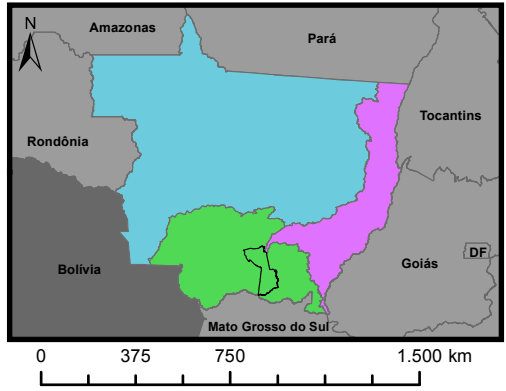 N
Amazonas
Pará
Tocantins
Rondônia
Bolívia
Goiás
DF
Mato Grosso do Sul
0 375 750 1.500 km